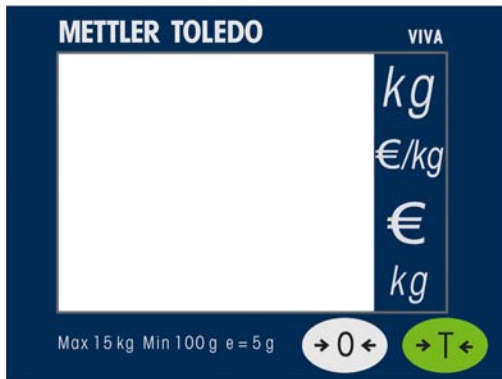 METTLER TOLEDO VIVA
kg
€/kg
€
kg
Max 15 kg Min 100 g e = 5 g →0← →T←